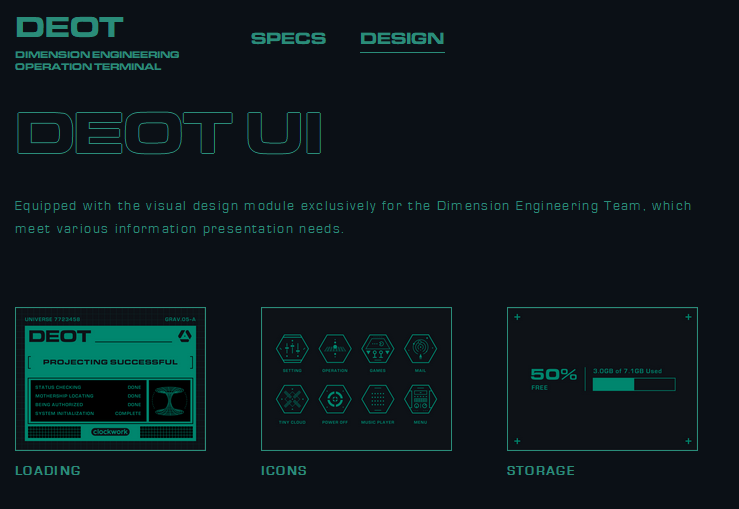 DEOT
DIMENSION ENGINEERING
OPERATION TERMINAL
SPECS
DESIGN
DEOT UI
Equipped with the visual design module exclusively for the Dimension Engineering Team, which
meet various information presentation needs.
UNIVERSE 7723456
GRAV.05-A
DEOT
PROJECTING SUCCESSFUL
STATUS CHECKING DONE
MOTHERSHIP LOCATING DONE
BEING AUTHORIZED DONE
SYSTEM INITIALIZATION COMPLETE
clockwork
LOADING
SETTING OPERATION GAMES MAIL
TINY CLOUD POWER OFF MUSIC PLAYER MENU
ICONS
50%
FREE
3.0GB of 7.1GB Used
STORAGE